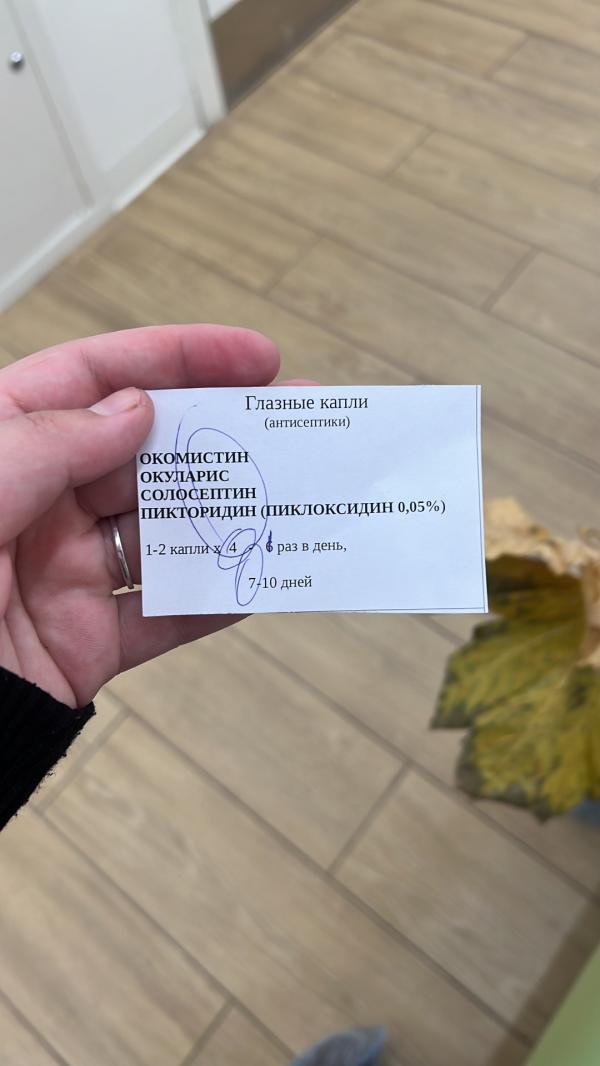 Глазные капли
(антисептики)
ОКОМИСТИН
ОКУЛАРИС
СОЛОСЕПТИН
ПИКТОРИДИН (ПИКЛОКСИДИН 0,05%)
1-2 капли х 4 - 6 раз в день,
7-10 дней